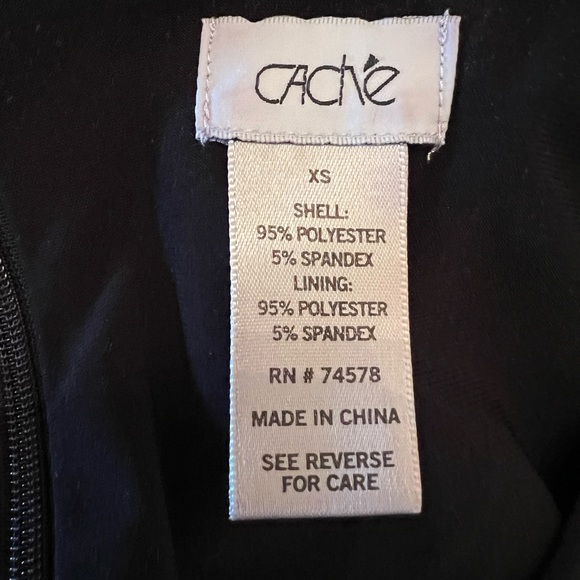 CAché
XS
SHELL:
95% POLYESTER
5% SPANDEX
LINING:
95% POLYESTER
5% SPANDEX
RN # 74578
MADE IN CHINA
SEE REVERSE
FOR CARE